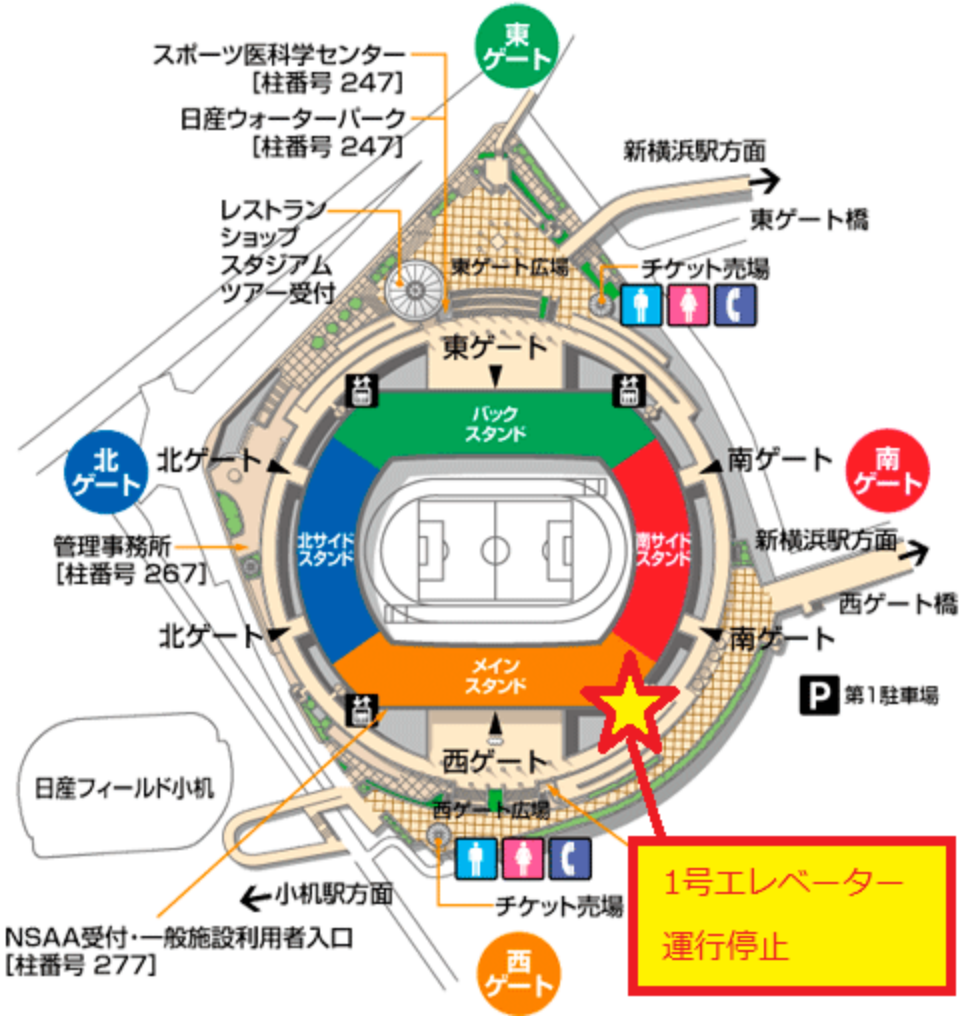 東
ゲート
スポーツ医科学センター
[柱番号 247]
日産ウォーターパーク
[柱番号 247]
新横浜駅方面
レストラン
ショップ
スタジアム
ツアー受付
東ゲート橋
東ゲート広場
チケット売場
東ゲート
バック
スタンド
北
ゲート
北ゲート
南ゲート
南
ゲート
管理事務所
[柱番号 267]
北サイド
スタンド
南サイド
スタンド
新横浜駅方面
西ゲート橋
北ゲート
南ゲート
メイン
スタンド
P 第1駐車場
西ゲート
日産フィールド小机
西ゲート広場
小机駅方面
チケット売場
1号エレベーター
運行停止
NSAA受付・一般施設利用者入口
[柱番号 277]
西
ゲート